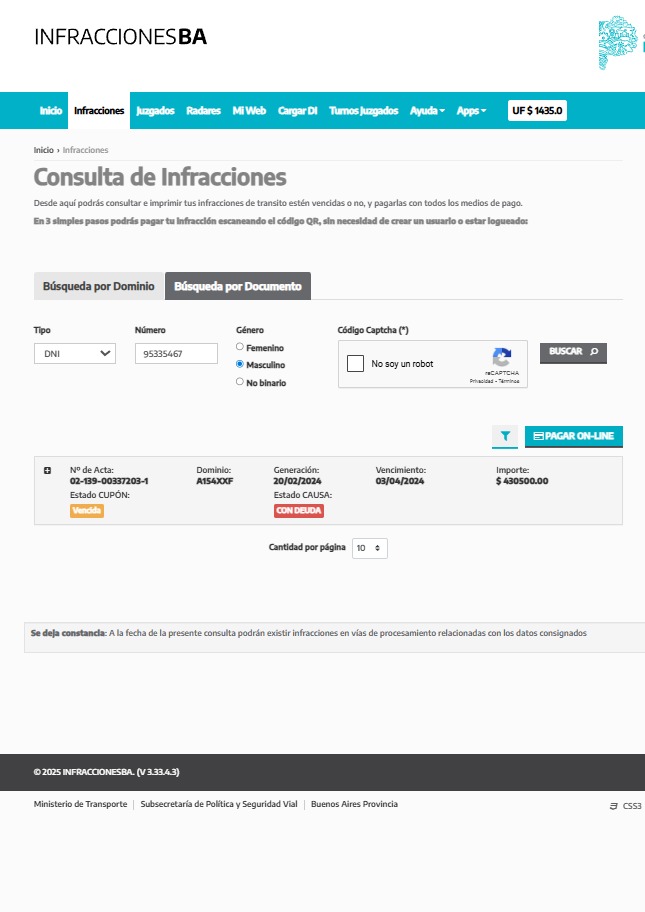 INFRACCIONESBA
Inicio Infracciones Juzgados Radares Mi Web Cargar DI Turnos Juzgados Ayuda Apps UF $ 1435.0
Inicio › Infracciones
Consulta de Infracciones
Desde aquí podrás consultar e imprimir tus infracciones de transito estén vencidas o no, y pagarlas con todos los medios de pago.
En 3 simples pasos podrás pagar tu infracción escaneando el código QR, sin necesidad de crear un usuario o estar logueado:
Búsqueda por Dominio Búsqueda por Documento
Tipo Número Género Código Captcha (*)
DNI 95335467 Femenino
Masculino
No binario
No soy un robot
reCAPTCHA
Privacidad - Términos
BUSCAR
PAGAR ON-LINE
Nº de Acta: Dominio: Generación: Vencimiento: Importe:
02-139-00337203-1 A154XXF 20/02/2024 03/04/2024 $ 430500.00
Estado CUPÓN: Estado CAUSA:
Vencida CON DEUDA
Cantidad por página 10
Se deja constancia: A la fecha de la presente consulta podrán existir infracciones en vías de procesamiento relacionadas con los datos consignados
© 2025 INFRACCIONESBA. (V 3.33.4.3)
Ministerio de Transporte Subsecretaría de Política y Seguridad Vial Buenos Aires Provincia CSS3